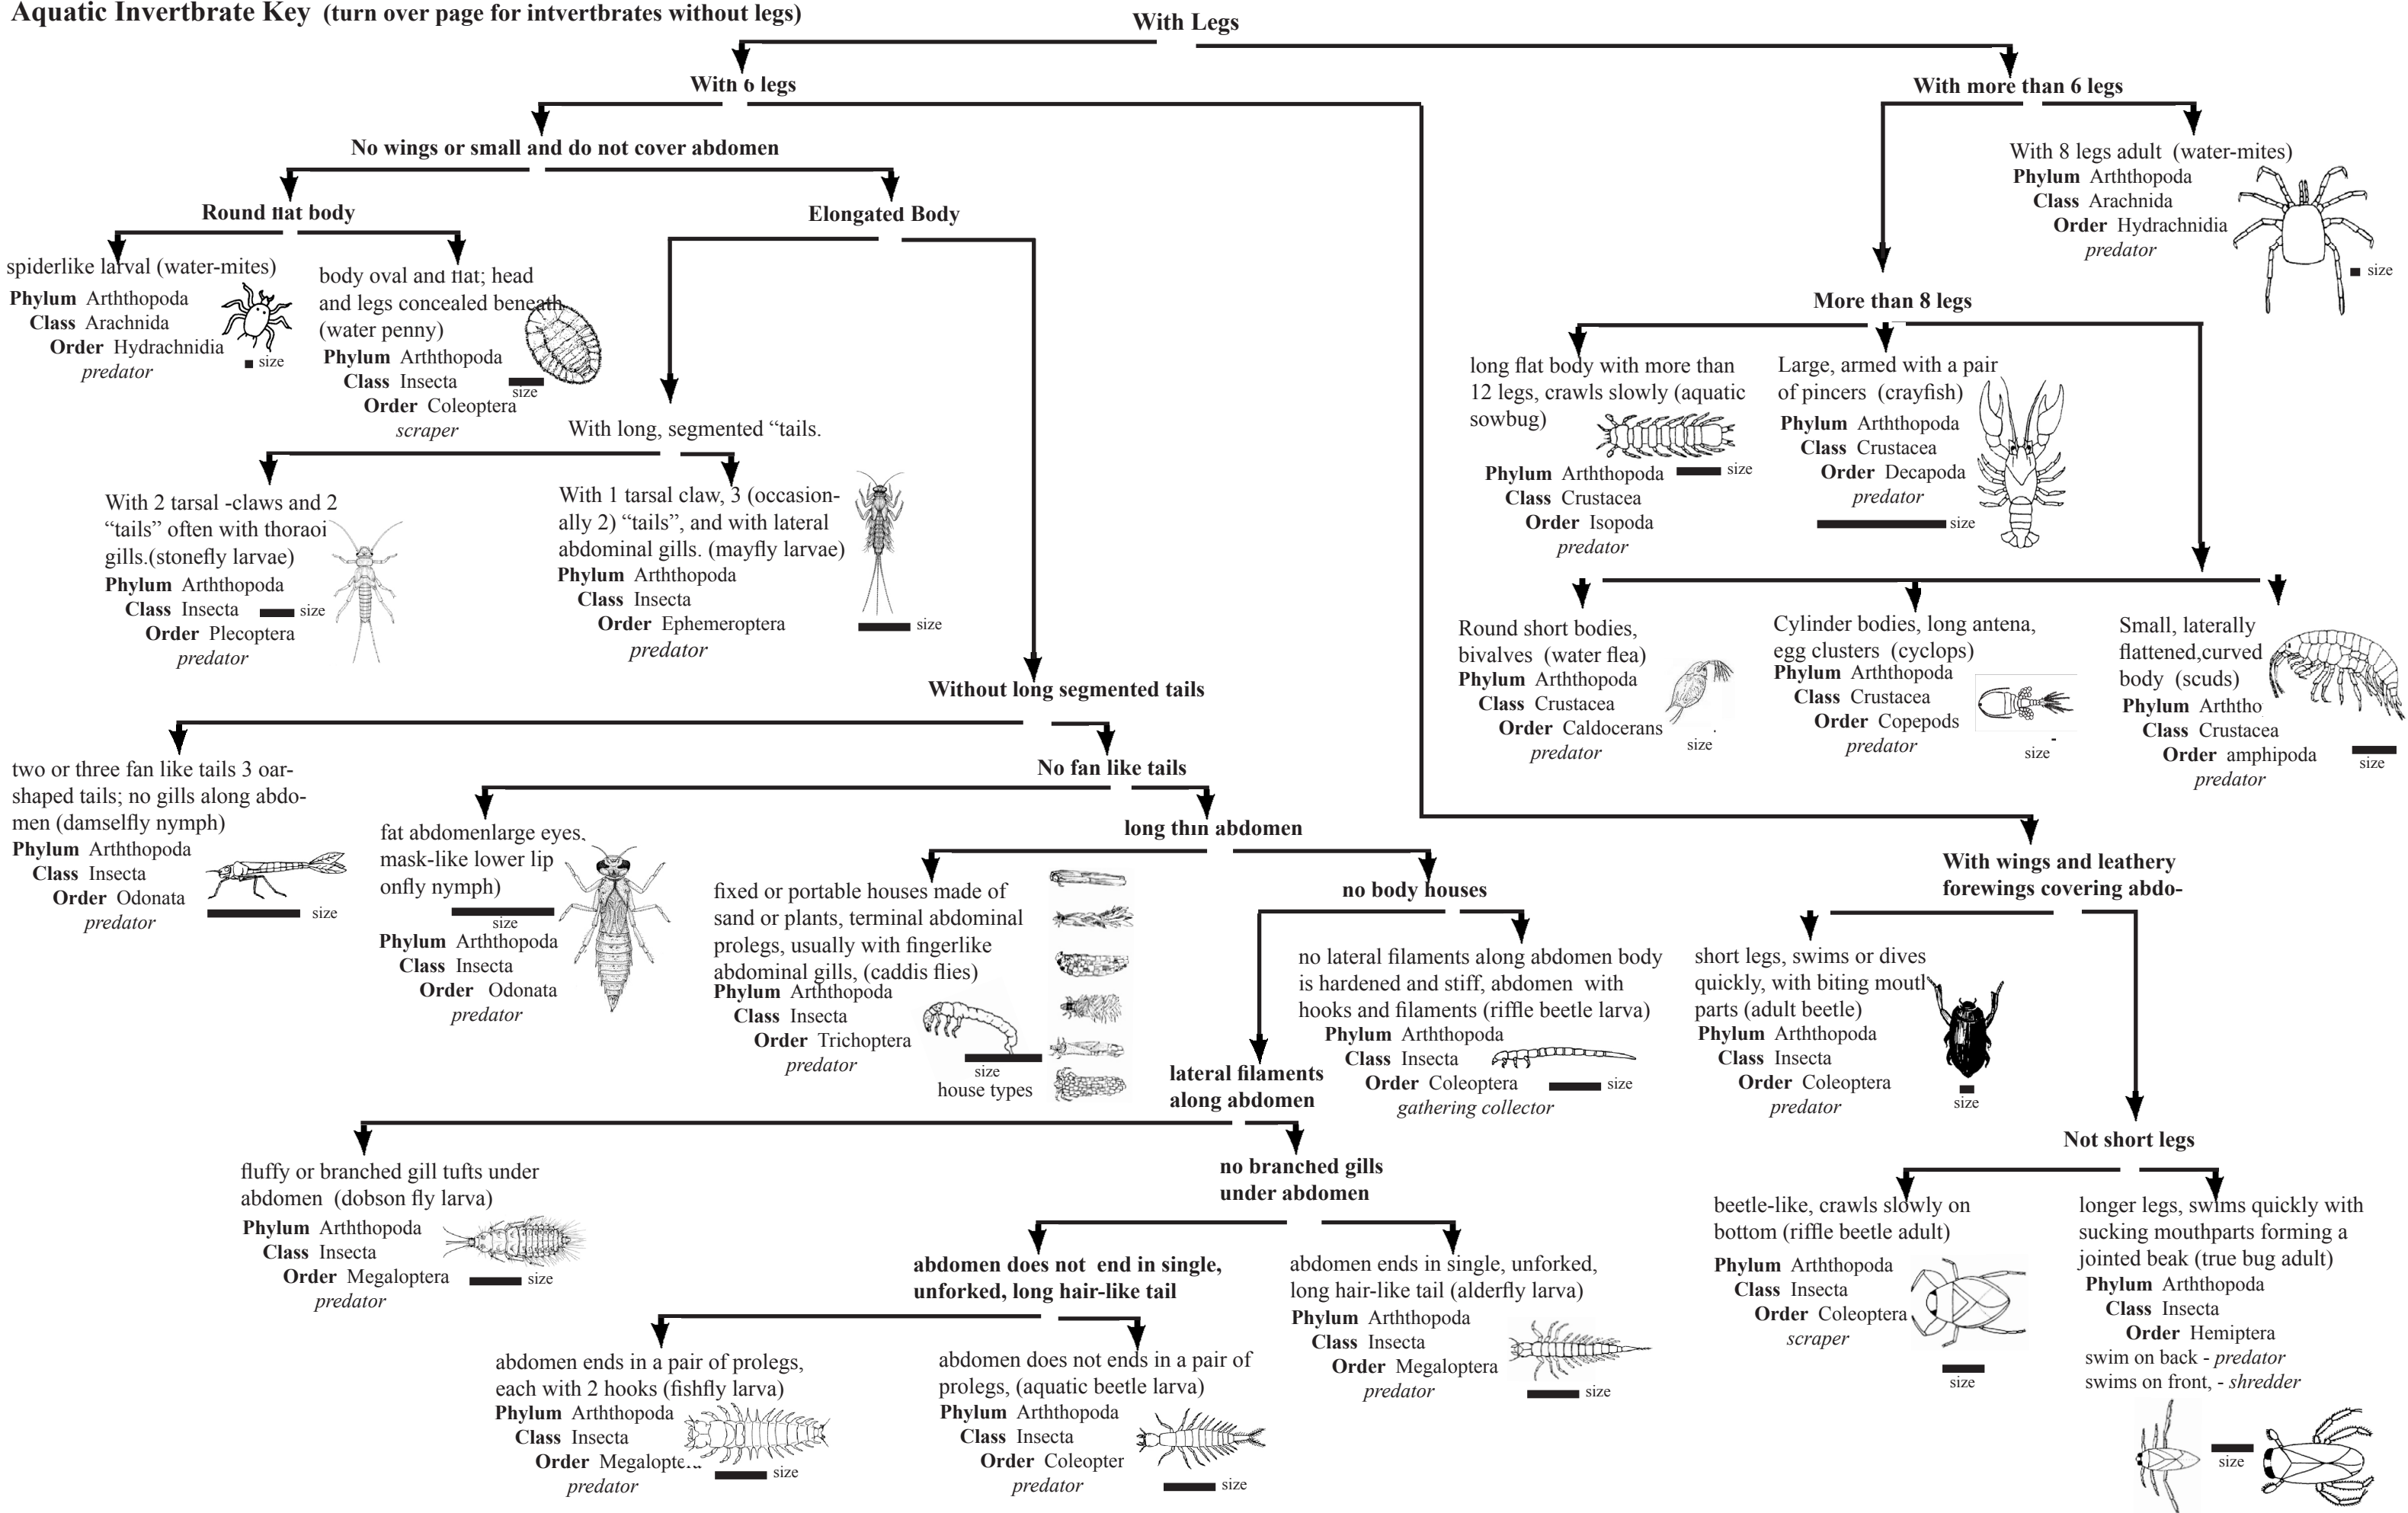 Aquatic Invertbrate Key (turn over page for intvertbrates without legs)
With Legs
With 6 legs
With more than 6 legs
No wings or small and do not cover abdomen
With 8 legs adult (water-mites)
Phylum Arththopoda
Class Arachnida
Order Hydrachnidia
predator
size
Round flat body
Elongated Body
spiderlike larval (water-mites)
Phylum Arththopoda
Class Arachnida
Order Hydrachnidia
predator
size
body oval and flat; head
and legs concealed beneath
(water penny)
Phylum Arththopoda
Class Insecta
Order Coleoptera
scraper
size
More than 8 legs
long flat body with more than
12 legs, crawls slowly (aquatic
sowbug)
Phylum Arththopoda
Class Crustacea
Order Isopoda
predator
size
Large, armed with a pair
of pincers (crayfish)
Phylum Arththopoda
Class Crustacea
Order Decapoda
predator
size
With long, segmented “tails.
With 2 tarsal -claws and 2
“tails” often with thoraoi
gills.(stonefly larvae)
Phylum Arththopoda
Class Insecta
Order Plecoptera
predator
size
With 1 tarsal claw, 3 (occasion-
ally 2) “tails”, and with lateral
abdominal gills. (mayfly larvae)
Phylum Arththopoda
Class Insecta
Order Ephemeroptera
predator
size
Round short bodies,
bivalves (water flea)
Phylum Arththopoda
Class Crustacea
Order Caldocerans
predator
size
Cylinder bodies, long antena,
egg clusters (cyclops)
Phylum Arththopoda
Class Crustacea
Order Copepods
predator
size
Small, laterally
flattened,curved
body (scuds)
Phylum Arththo
Class Crustacea
Order amphipoda
predator
size
Without long segmented tails
two or three fan like tails 3 oar-
shaped tails; no gills along abdo-
men (damselfly nymph)
Phylum Arththopoda
Class Insecta
Order Odonata
predator
size
No fan like tails
fat abdomenlarge eyes,
mask-like lower lip
onfly nymph)
size
Phylum Arththopoda
Class Insecta
Order Odonata
predator
long thin abdomen
fixed or portable houses made of
sand or plants, terminal abdominal
prolegs, usually with fingerlike
abdominal gills, (caddis flies)
Phylum Arththopoda
Class Insecta
Order Trichoptera
predator
size
house types
no body houses
no lateral filaments along abdomen body
is hardened and stiff, abdomen with
hooks and filaments (riffle beetle larva)
Phylum Arththopoda
Class Insecta
Order Coleoptera
gathering collector
size
lateral filaments
along abdomen
With wings and leathery
forewings covering abdo-
short legs, swims or dives
quickly, with biting moutl
parts (adult beetle)
Phylum Arththopoda
Class Insecta
Order Coleoptera
predator
size
Not short legs
fluffy or branched gill tufts under
abdomen (dobson fly larva)
Phylum Arththopoda
Class Insecta
Order Megaloptera
predator
size
no branched gills
under abdomen
abdomen does not end in single,
unforked, long hair-like tail
abdomen ends in single, unforked,
long hair-like tail (alderfly larva)
Phylum Arththopoda
Class Insecta
Order Megaloptera
predator
size
abdomen ends in a pair of prolegs,
each with 2 hooks (fishfly larva)
Phylum Arththopoda
Class Insecta
Order Megaloptera
predator
size
abdomen does not ends in a pair of
prolegs, (aquatic beetle larva)
Phylum Arththopoda
Class Insecta
Order Coleopter
predator
size
beetle-like, crawls slowly on
bottom (riffle beetle adult)
Phylum Arththopoda
Class Insecta
Order Coleoptera
scraper
size
longer legs, swims quickly with
sucking mouthparts forming a
jointed beak (true bug adult)
Phylum Arththopoda
Class Insecta
Order Hemiptera
swim on back - predator
swims on front, - shredder
size